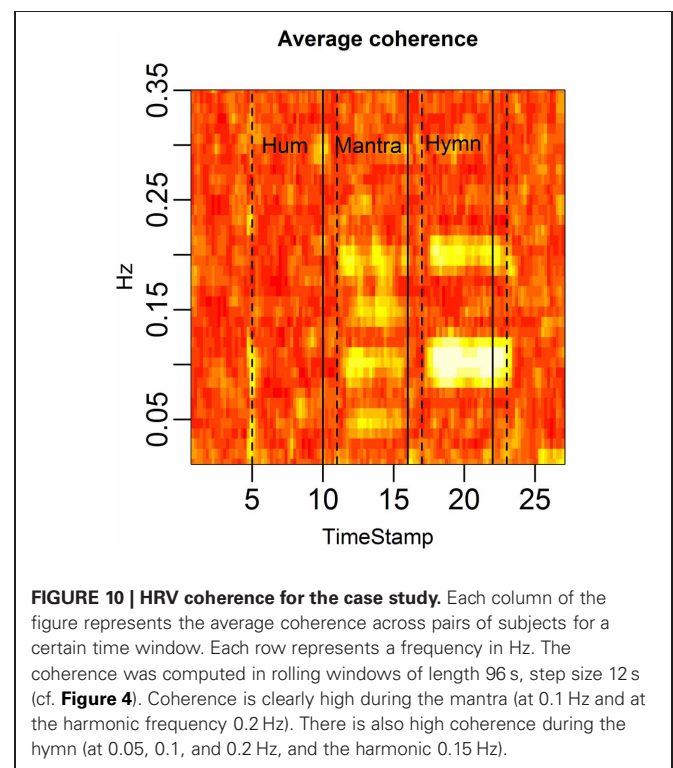 Average coherence
0.35
0.25
0.15
0.05
Hz
Hum Mantra Hymn
5 10 15 20 25
TimeStamp
FIGURE 10 | HRV coherence for the case study. Each column of the
figure represents the average coherence across pairs of subjects for a
certain time window. Each row represents a frequency in Hz. The
coherence was computed in rolling windows of length 96 s, step size 12 s
(cf. Figure 4). Coherence is clearly high during the mantra (at 0.1 Hz and at
the harmonic frequency 0.2 Hz). There is also high coherence during the
hymn (at 0.05, 0.1, and 0.2 Hz, and the harmonic 0.15 Hz).